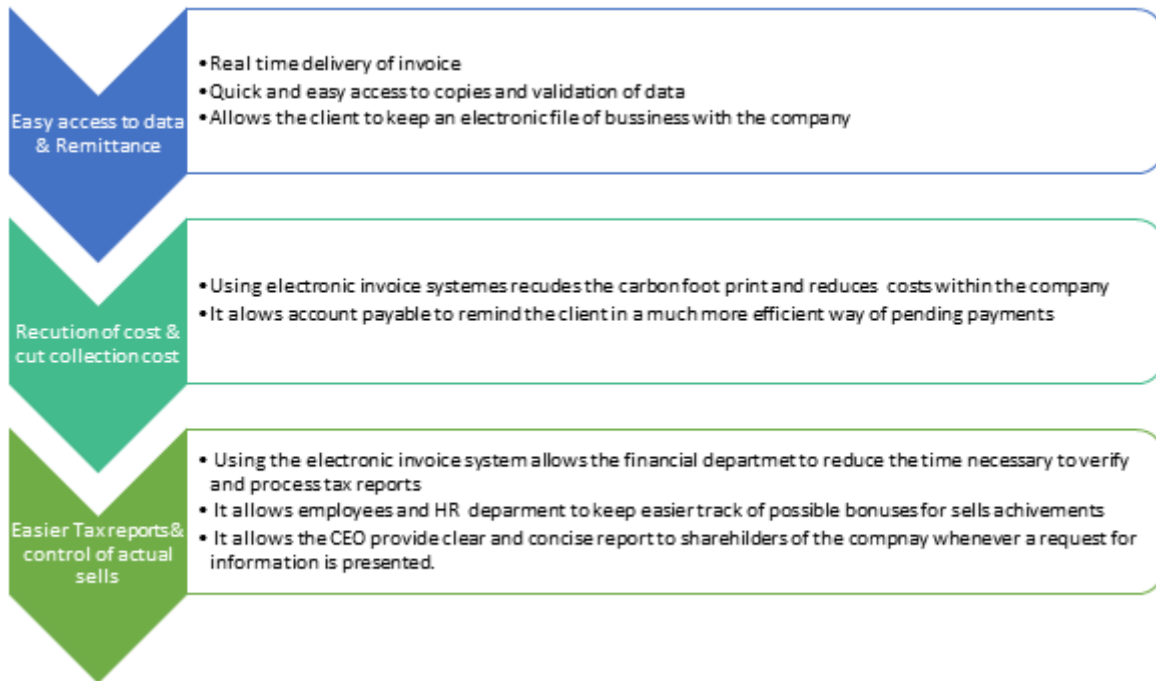 Easy access to data
& Remittance
• Real time delivery of invoice
• Quick and easy access to copies and validation of data
• Allows the client to keep an electronic file of bussiness with the company
Recution of cost &
cut collection cost
• Using electronic invoice systemes recudes the carbon foot print and reduces costs within the company
• It alows account payable to remind the client in a much more efficient way of pending payments
Easier Tax reports &
control of actual
sells
• Using the electronic invoice system allows the financial departmet to reduce the time necessary to verify
and process tax reports
• It allows employees and HR deparment to keep easier track of possible bonuses for sells achivements
• It allows the CEO provide clear and concise report to sharehilders of the compnay whenever a request for
information is presented.